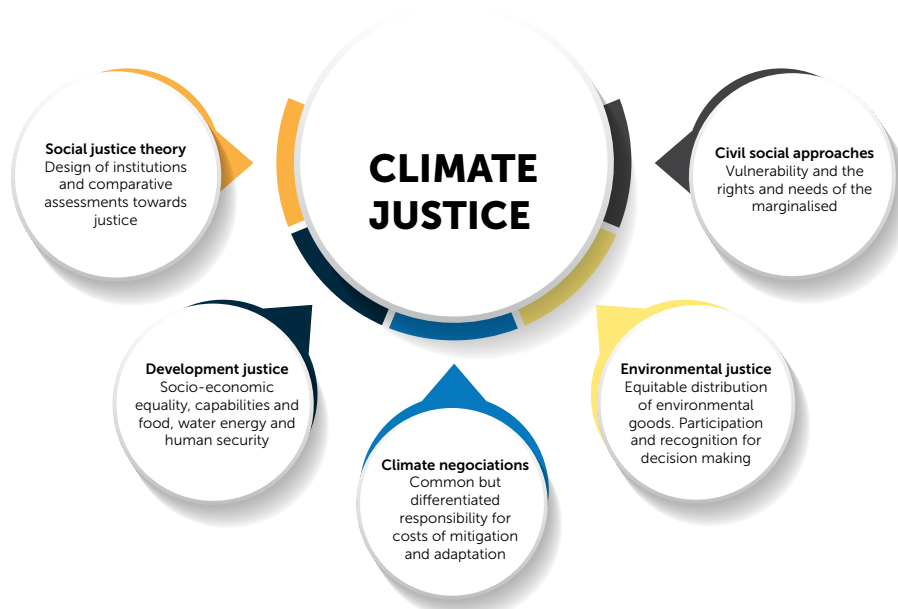 CLIMATE
JUSTICE
Social justice theory
Design of institutions
and comparative
assessments towards
justice
Development justice
Socio-economic
equality, capabilities and
food, water energy and
human security
Climate negociations
Common but
differentiated
responsibility for
costs of mitigation
and adaptation
Environmental justice
Equitable distribution
of environmental
goods. Participation
and recognition for
decision making
Civil social approaches
Vulnerability and the
rights and needs of the
marginalised